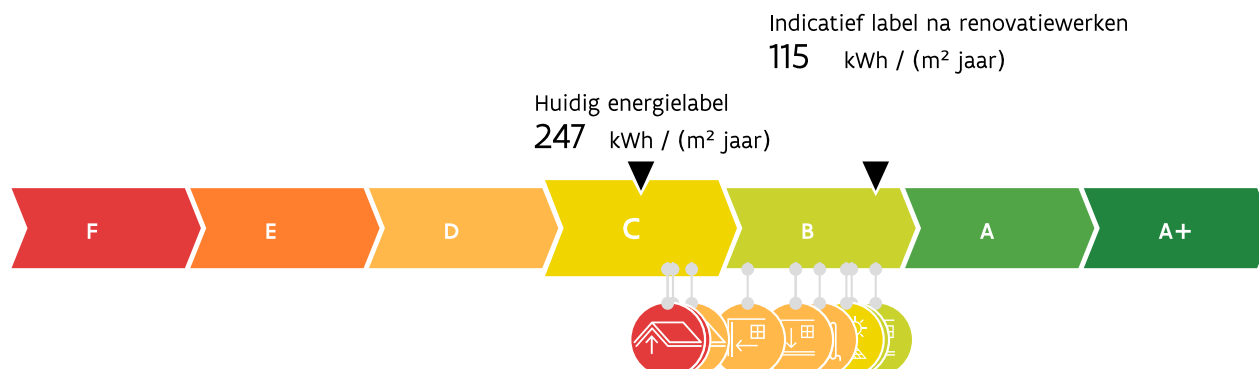 Indicatief label na renovatiewerken
115 kWh / (m² jaar)
Huidig energielabel
247 kWh / (m² jaar)
F E D C B A A+